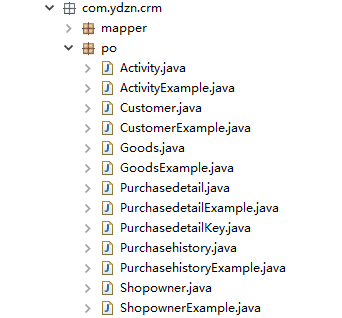 com.ydzn.crm
mapper
po
Activity.java
ActivityExample.java
Customer.java
CustomerExample.java
Goods.java
GoodsExample.java
Purchasedetail.java
PurchasedetailExample.java
PurchasedetailKey.java
Purchasehistory.java
PurchasehistoryExample.java
Shopowner.java
ShopownerExample.java